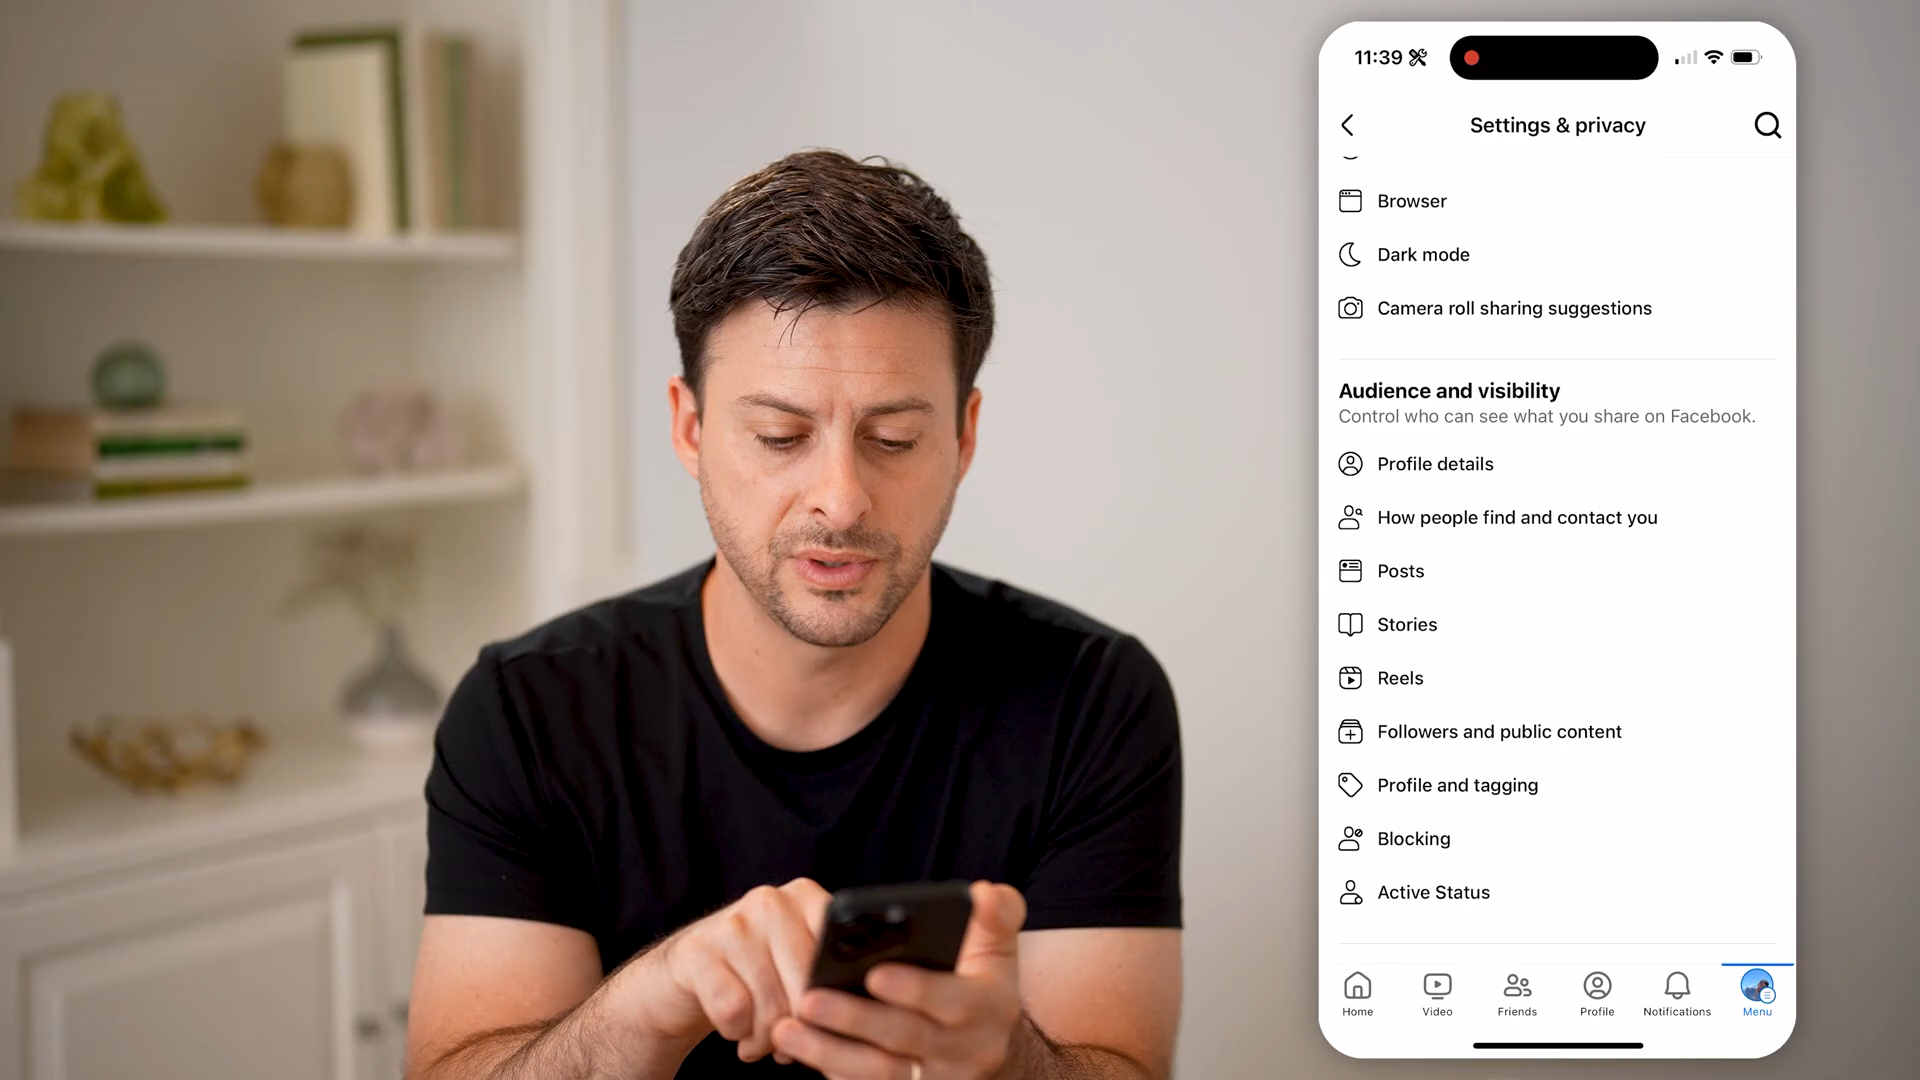 11:39
Settings & privacy
Browser
Dark mode
Camera roll sharing suggestions
Audience and visibility
Control who can see what you share on Facebook.
Profile details
How people find and contact you
Posts
Stories
Reels
Followers and public content
Profile and tagging
Blocking
Active Status
Home
Video
Friends
Profile
Notifications
Menu